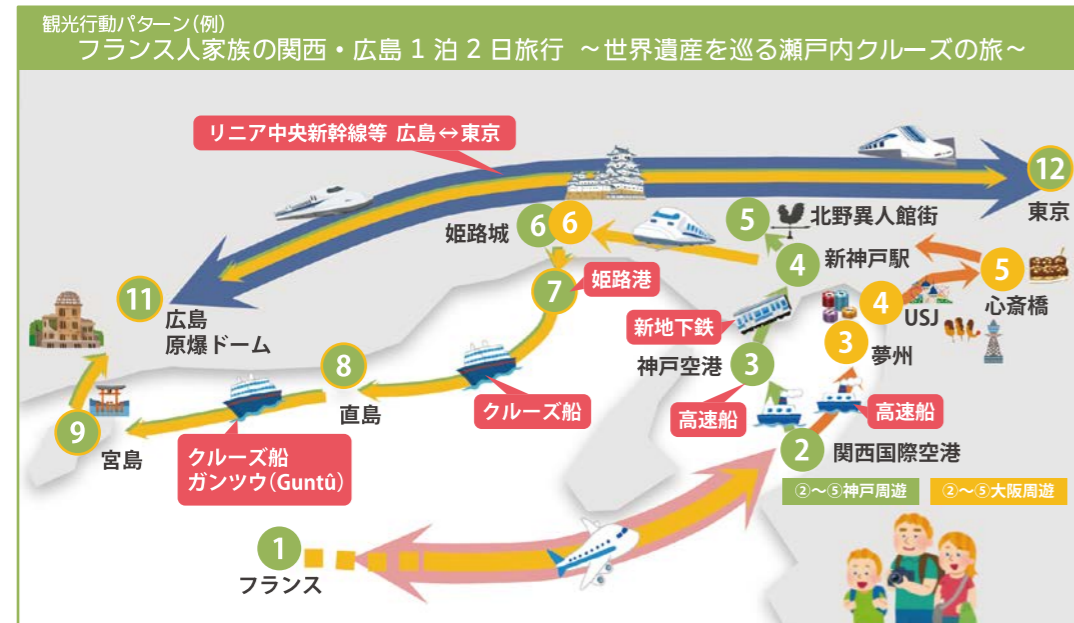 観光行動パターン(例)
フランス人家族の関西・広島 1 泊 2 日旅行 ～世界遺産を巡る瀬戸内クルーズの旅～
リニア中央新幹線等 広島↔東京
12
東京
5
北野異人館街
姫路城
6
6
4
新神戸駅
7
姫路港
5
心斎橋
4
USJ
11
広島
原爆ドーム
新地下鉄
神戸空港
3
3
夢州
8
直島
クルーズ船
高速船
高速船
9
宮島
クルーズ船
ガンツウ(Guntû)
2
関西国際空港
②～⑤神戸周遊
②～⑤大阪周遊
1
フランス